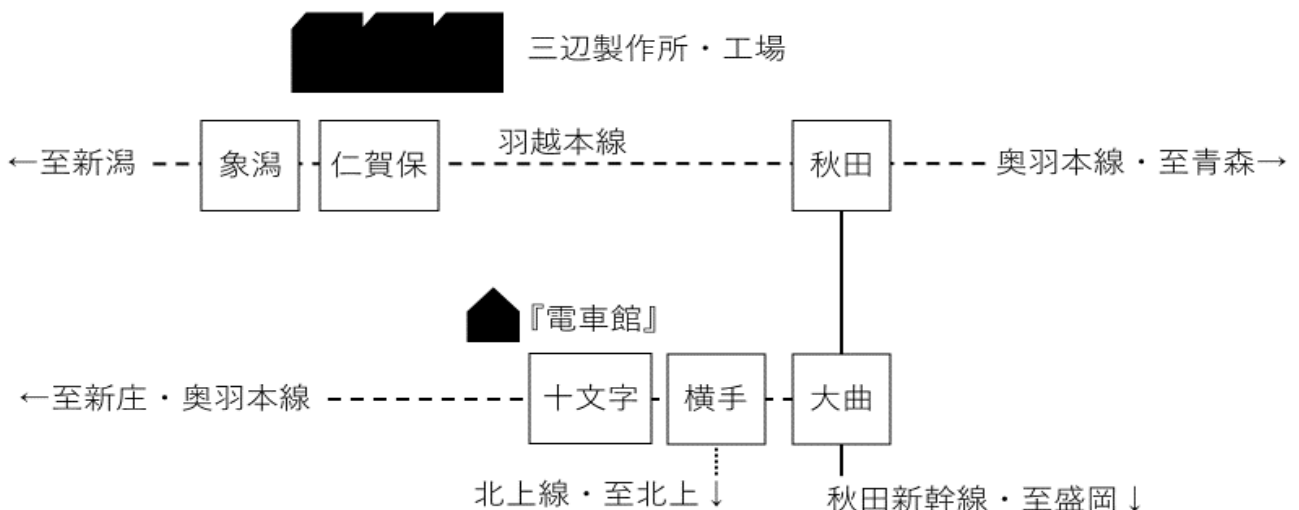 三辺製作所・工場
羽越本線
←至新潟
象潟
仁賀保
秋田
奥羽本線・至青森→
『電車館』
←至新庄・奥羽本線
十文字
横手
大曲
北上線・至北上↓
秋田新幹線・至盛岡↓